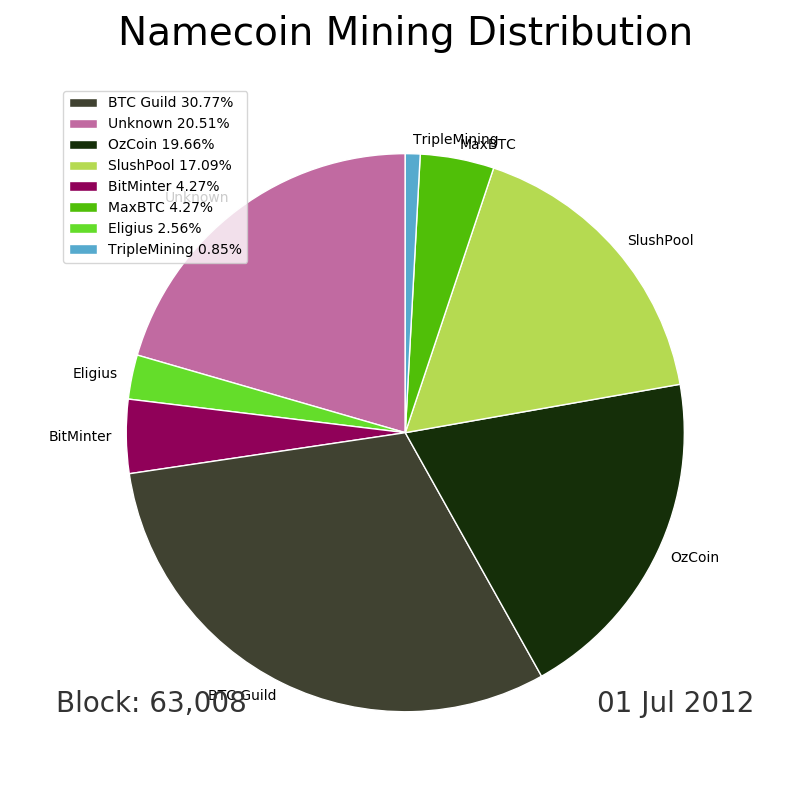 Namecoin Mining Distribution
BTC Guild 30.77%
Unknown 20.51%
OzCoin 19.66%
SlushPool 17.09%
BitMinter 4.27%
MaxBTC 4.27%
Eligius 2.56%
TripleMining 0.85%
TripleMining
MaxBTC
Unknown
SlushPool
Eligius
BitMinter
OzCoin
BTC Guild
Block: 63,008
01 Jul 2012